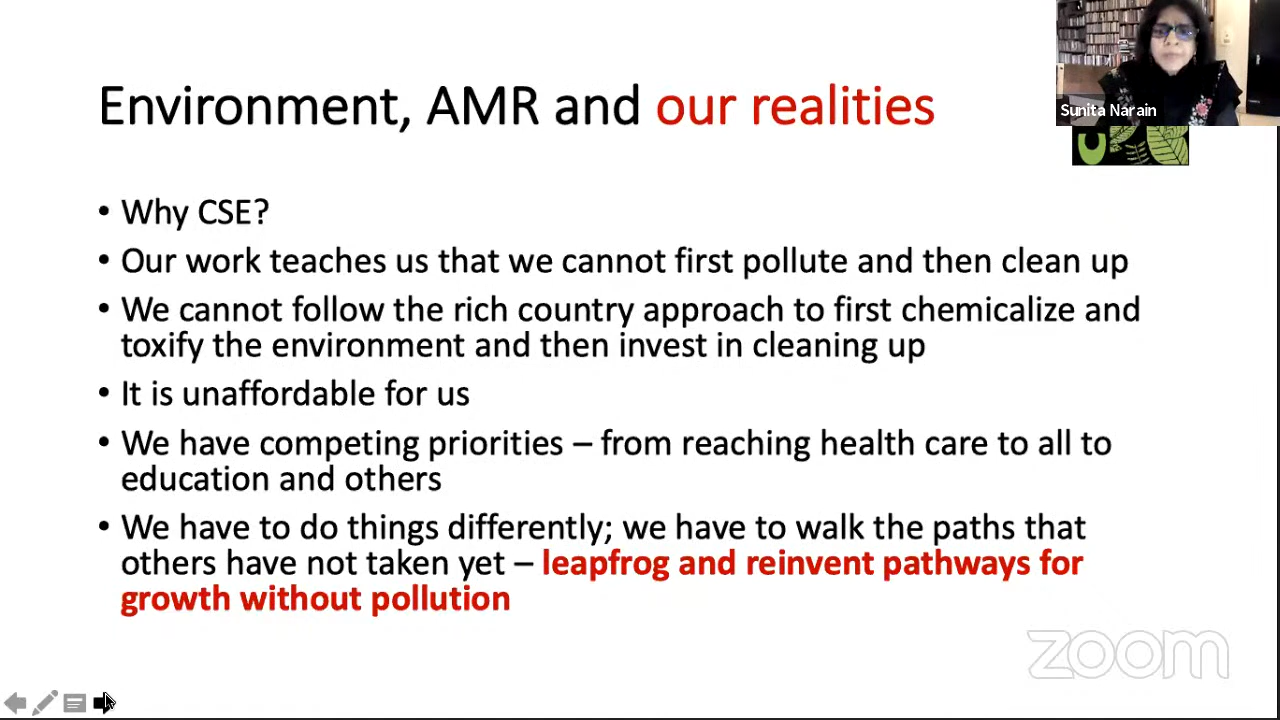 Environment, AMR and our realities
Sunita Narain
• Why CSE?
• Our work teaches us that we cannot first pollute and then clean up
• We cannot follow the rich country approach to first chemicalize and
toxify the environment and then invest in cleaning up
• It is unaffordable for us
• We have competing priorities – from reaching health care to all to
education and others
• We have to do things differently; we have to walk the paths that
others have not taken yet – leapfrog and reinvent pathways for
growth without pollution
zoom